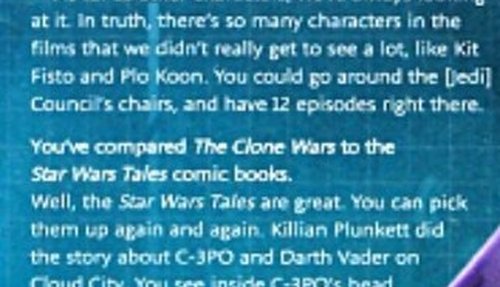 at it. In truth, there's so many characters in the
films that we didn't really get to see a lot, like Kit
Fisto and Plo Koon. You could go around the [Jedi]
Council's chairs, and have 12 episodes right there.
You've compared The Clone Wars to the
Star Wars Tales comic books.
Well, the Star Wars Tales are great. You can pick
them up again and again. Killian Plunkett did
the story about C-3PO and Darth Vader on
Cloud City. You see inside C-3PO's head